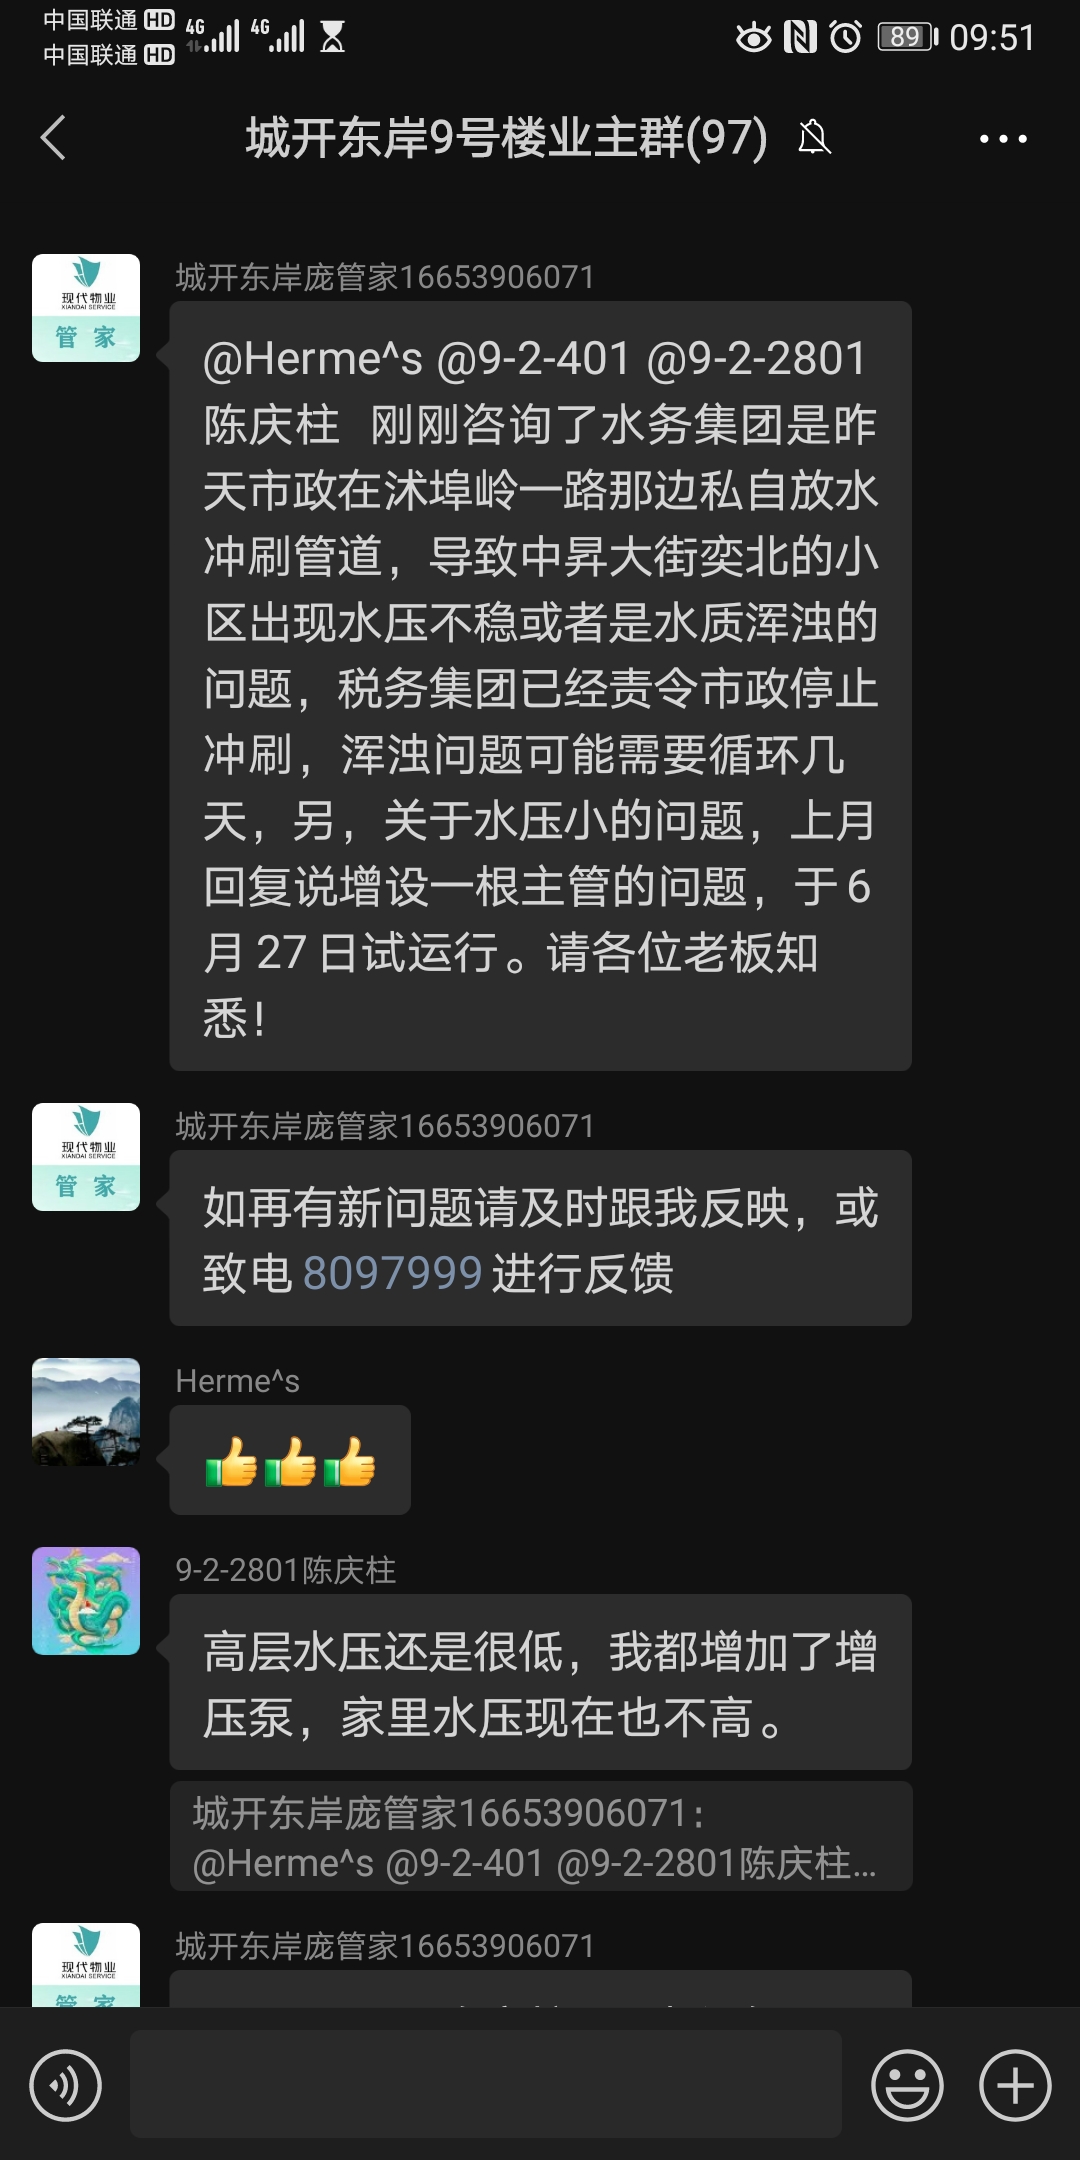 中国联通 HD 4G 4G 89 09:51
中国联通 HD
城开东岸9号楼业主群(97)
现代物业
XIANDAI SERVICE
管 家
城开东岸庞管家16653906071
@Herme^s @9-2-401 @9-2-2801
陈庆柱 刚刚咨询了水务集团是昨
天市政在沭埠岭一路那边私自放水
冲刷管道，导致中昇大街奕北的小
区出现水压不稳或者是水质浑浊的
问题，税务集团已经责令市政停止
冲刷，浑浊问题可能需要循环几
天，另，关于水压小的问题，上月
回复说增设一根主管的问题，于6
月27日试运行。请各位老板知
悉！
现代物业
XIANDAI SERVICE
管 家
城开东岸庞管家16653906071
如再有新问题请及时跟我反映，或
致电8097999进行反馈
Herme^s
9-2-2801陈庆柱
高层水压还是很低，我都增加了增
压泵，家里水压现在也不高。
城开东岸庞管家16653906071：
@Herme^s @9-2-401 @9-2-2801陈庆柱...
现代物业
XIANDAI SERVICE
管 家
城开东岸庞管家16653906071